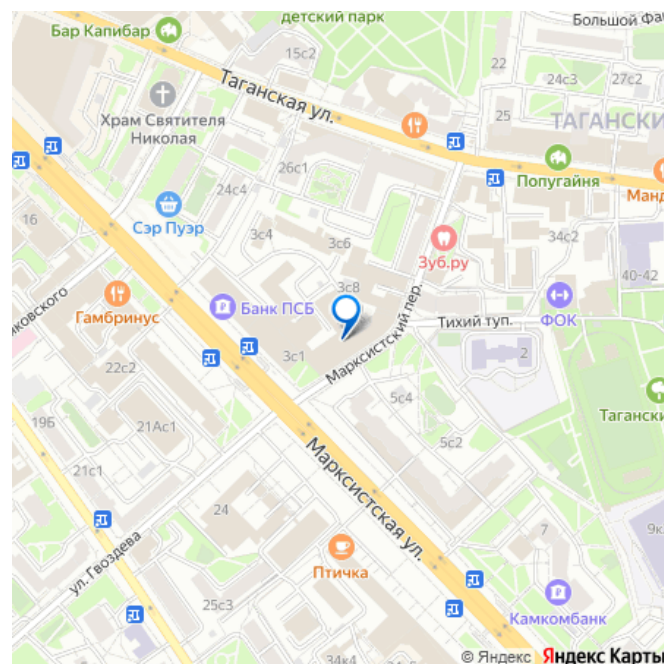 детский парк
Большой Фа
Бар Капибар
15с2
22
24с3
27с2
Таганская ул.
25
Храм Святителя
Николая
ТАГАНСКИ
26с1
Попугайня
24с4
Манд
16
Сэр Пуэр
3с4
3с6
Зуб.ру
34с2
40-42
3с8
иковского
Гамбринус
Банк ПСБ
Марксистский пер.
Тихий туп.
ФОК
3с1
2
22с2
5с4
Тагански
19Б
21Ас1
5с2
21с1
Марксистская ул.
24
7
9к
ул. Гвоздева
Птичка
25с3
Камкомбанк
34к4
© Яндекс Яндекс Карты